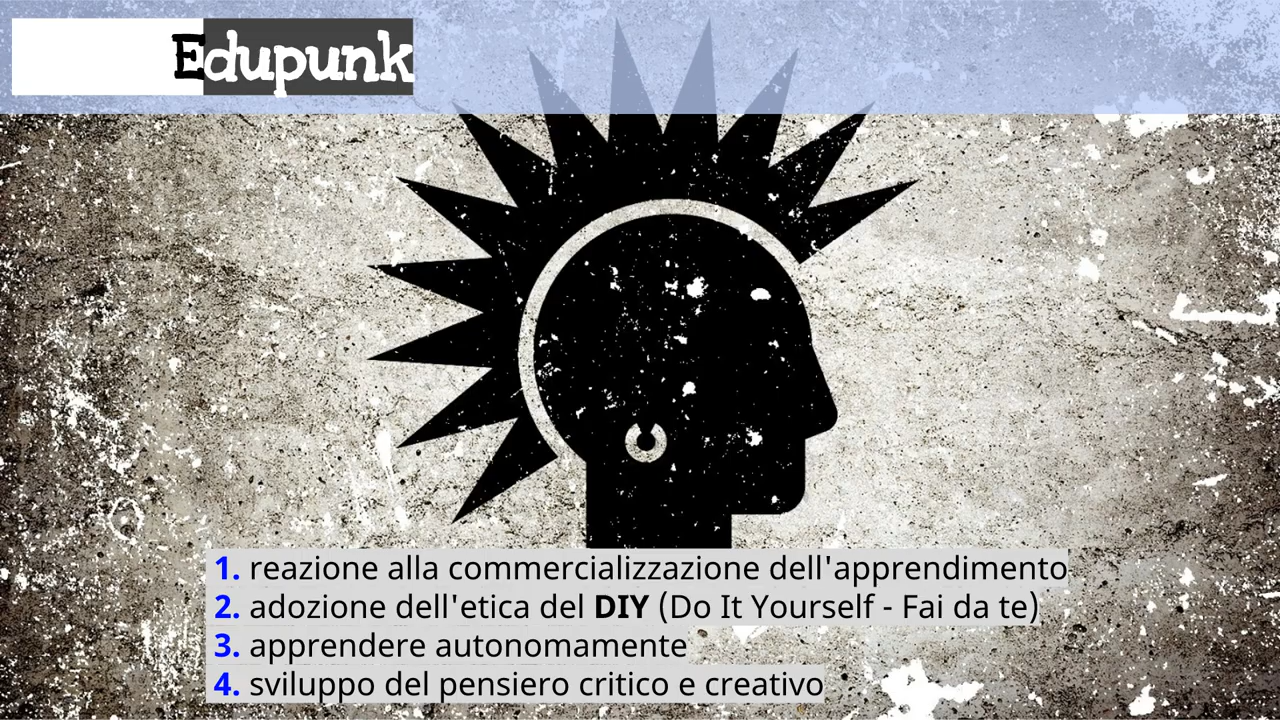 Edupunk
1. reazione alla commercializzazione dell'apprendimento
2. adozione dell'etica del DIY (Do It Yourself - Fai da te)
3. apprendere autonomamente
4. sviluppo del pensiero critico e creativo